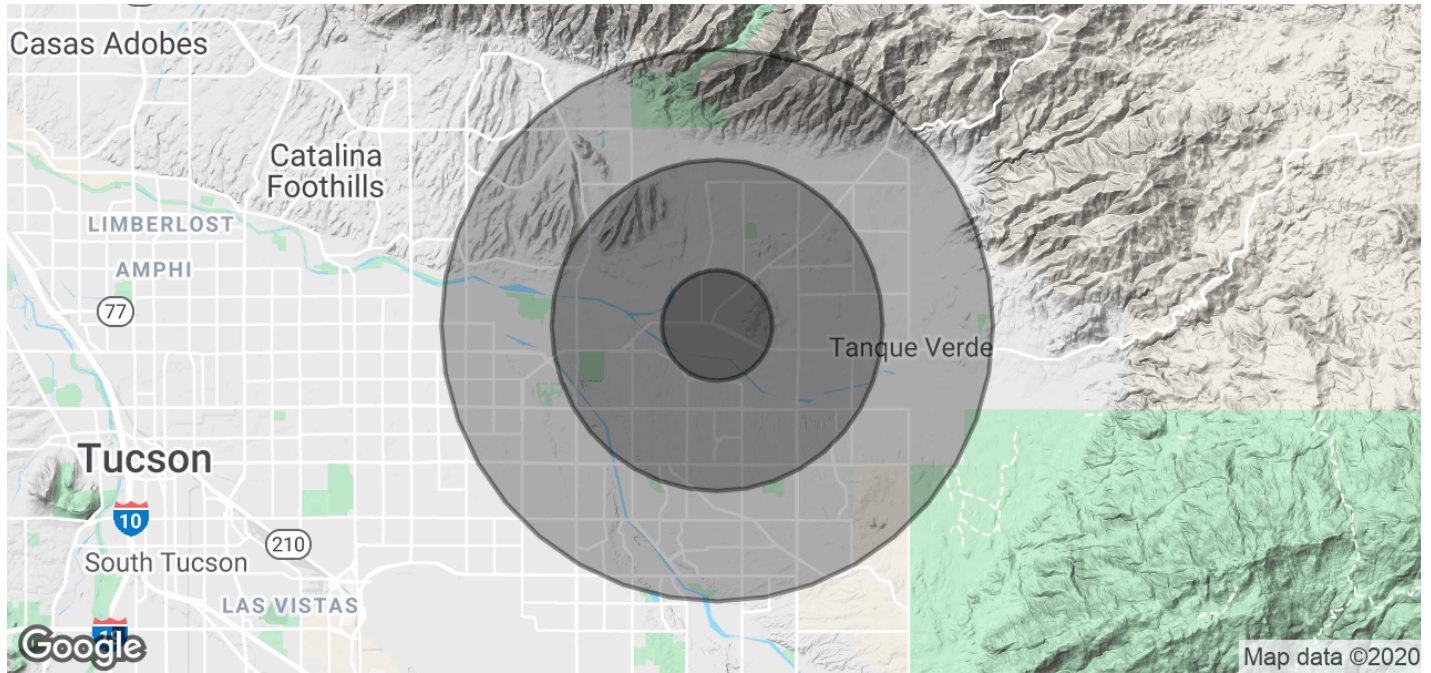 Casas Adobes
Catalina
Foothills
LIMBERLOST
AMPHI
77
Tanque Verde
Tucson
10
210
South Tucson
LAS VISTAS
Google
Map data ©2020